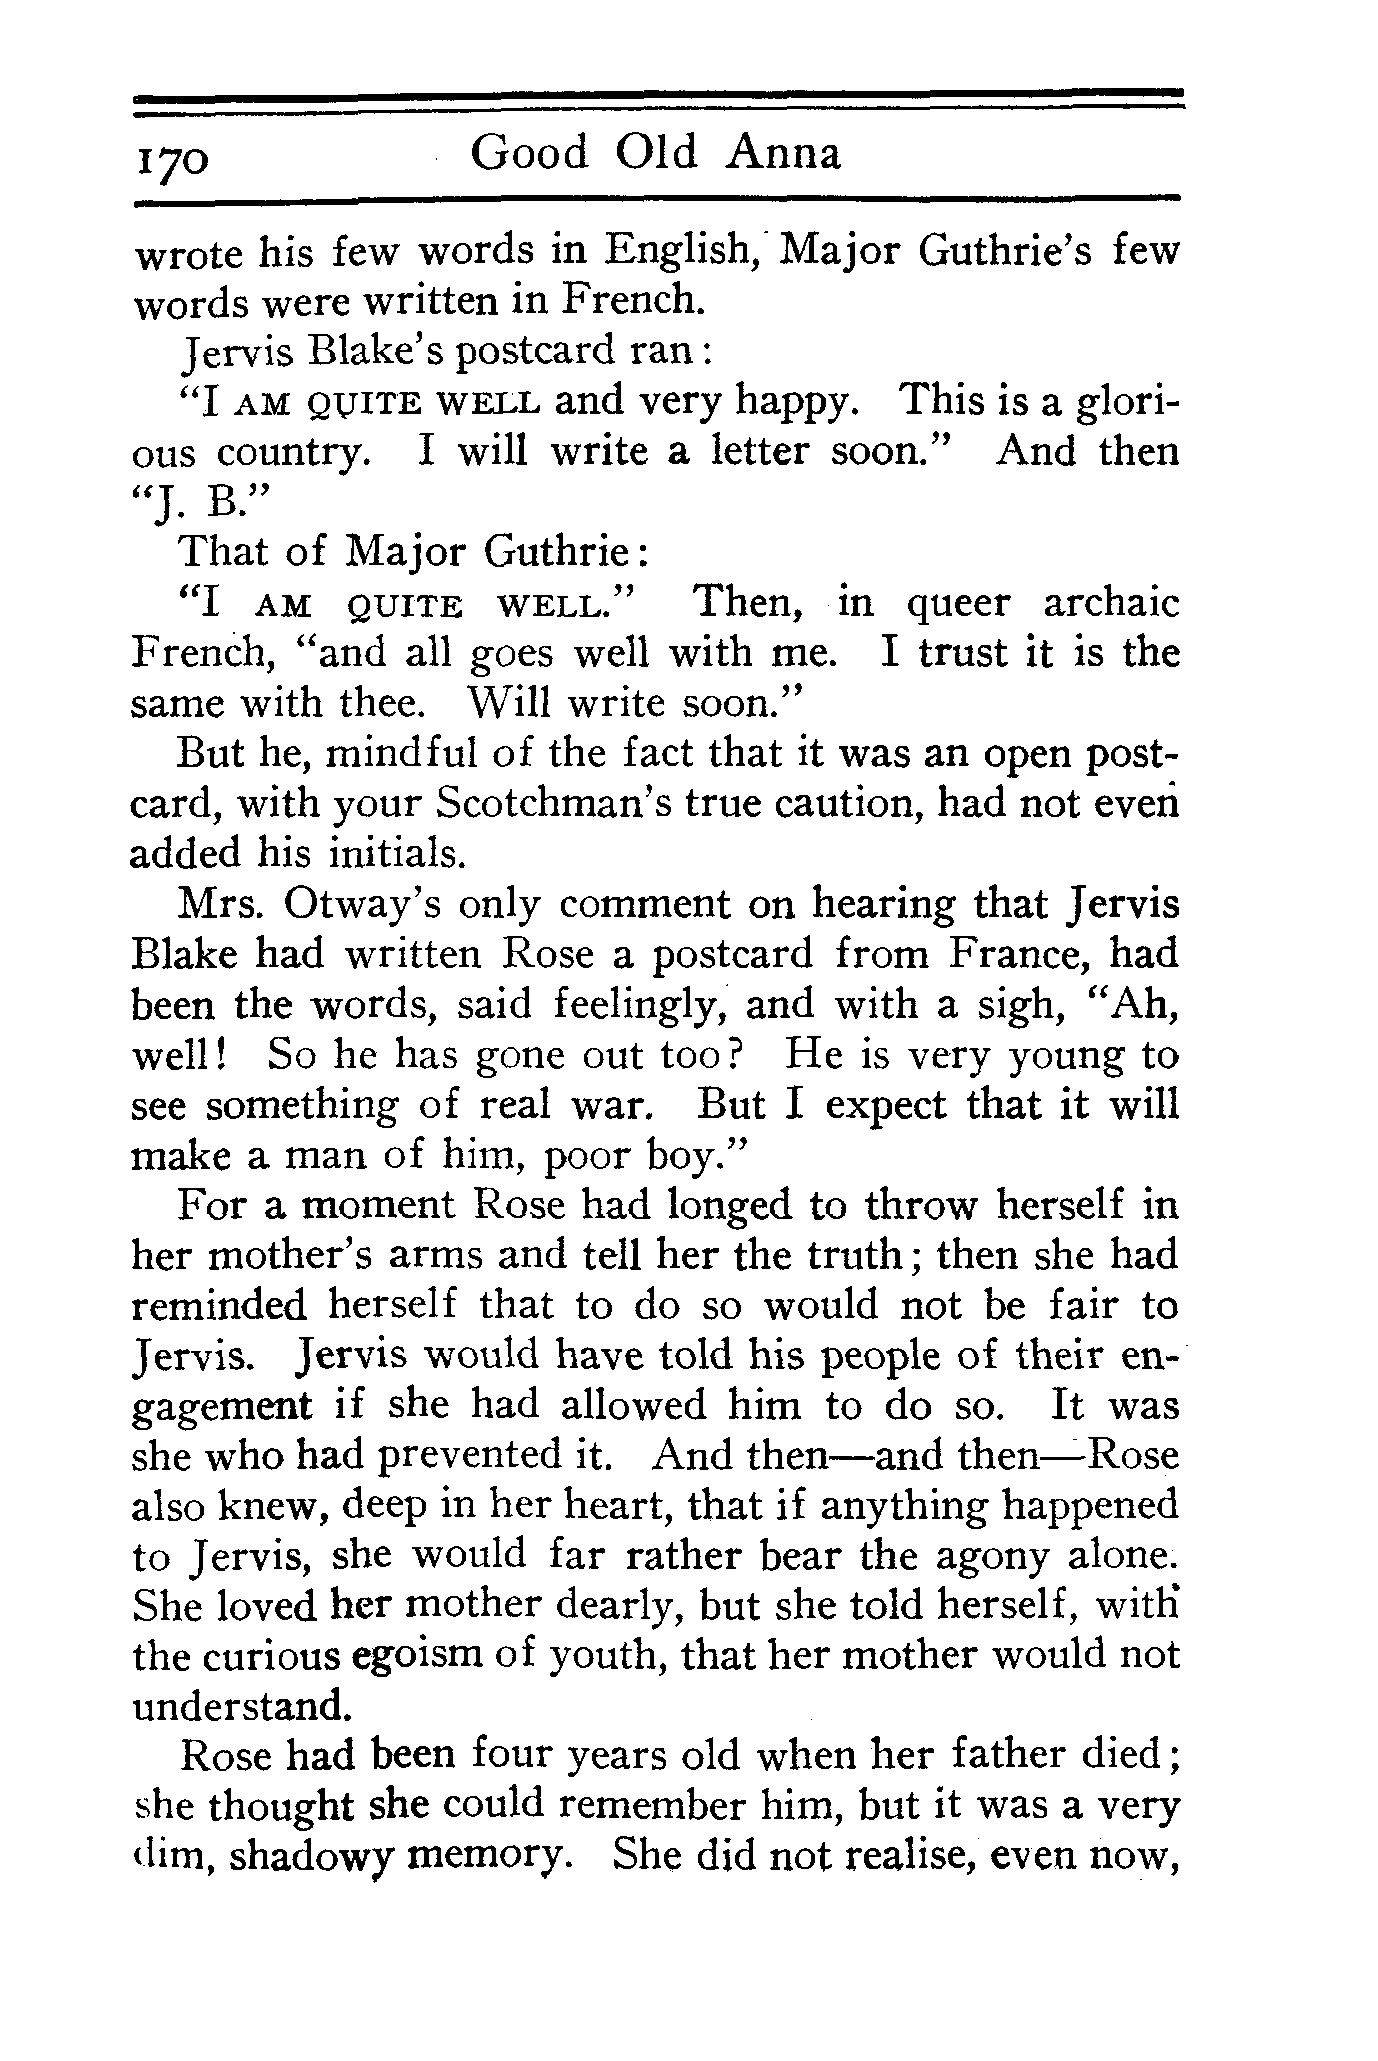 170 Good Old Anna
wrote his few words in English, Major Guthrie's few
words were written in French.
Jervis Blake's postcard ran:
"I AM QUITE WELL and very happy. This is a glori-
ous country. I will write a letter soon." And then
"J. B."
That of Major Guthrie:
"I AM QUITE WELL." Then, in queer archaic
French, "and all goes well with me. I trust it is the
same with thee. Will write soon."
But he, mindful of the fact that it was an open post-
card, with your Scotchman's true caution, had not even
added his initials.
Mrs. Otway's only comment on hearing that Jervis
Blake had written Rose a postcard from France, had
been the words, said feelingly, and with a sigh, "Ah,
well! So he has gone out too? He is very young to
see something of real war. But I expect that it will
make a man of him, poor boy."
For a moment Rose had longed to throw herself in
her mother's arms and tell her the truth; then she had
reminded herself that to do so would not be fair to
Jervis. Jervis would have told his people of their en-
gagement if she had allowed him to do so. It was
she who had prevented it. And then—and then—Rose
also knew, deep in her heart, that if anything happened
to Jervis, she would far rather bear the agony alone.
She loved her mother dearly, but she told herself, with
the curious egoism of youth, that her mother would not
understand.
Rose had been four years old when her father died;
she thought she could remember him, but it was a very
dim, shadowy memory. She did not realise, even now,